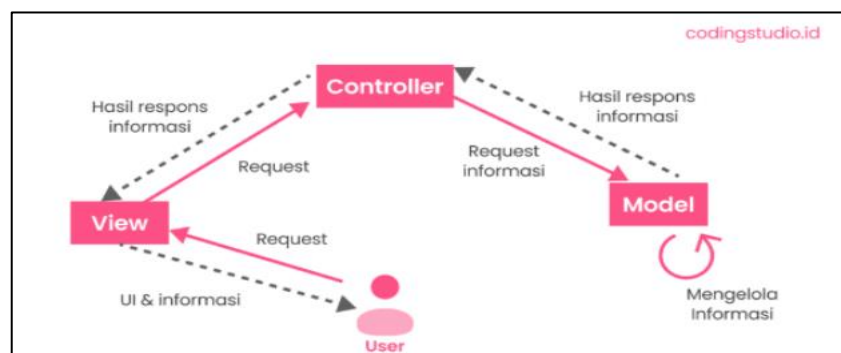 codingstudio.id
Controller
Hasil respons
informasi
Hasil respons
informasi
Request
Request
informasi
View
Model
Request
UI & informasi
Mengelola
Informasi
User